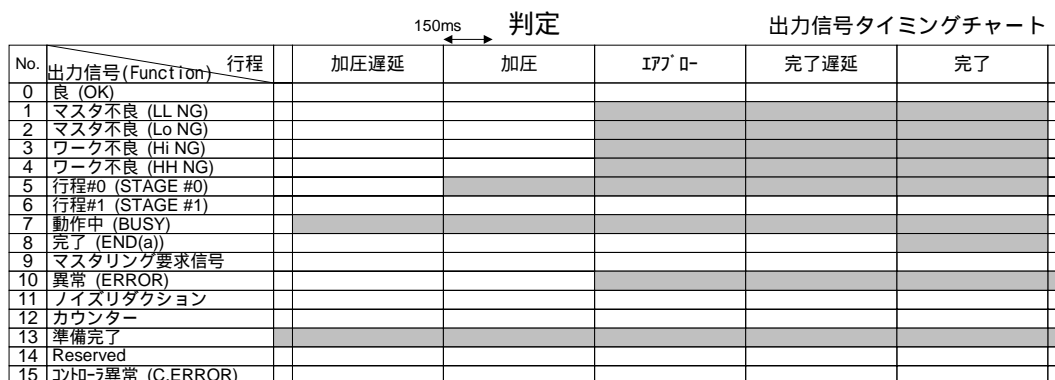 150ms 判定 出力信号タイミングチャート
No. 出力信号(Function) 行程 加圧遅延 加圧 ｴｱﾌﾞﾛｰ 完了遅延 完了
0 良 (OK)
1 マスタ不良 (LL NG)
2 マスタ不良 (Lo NG)
3 ワーク不良 (Hi NG)
4 ワーク不良 (HH NG)
5 行程#0 (STAGE #0)
6 行程#1 (STAGE #1)
7 動作中 (BUSY)
8 完了 (END(a))
9 マスタリング要求信号
10 異常 (ERROR)
11 ノイズリダクション
12 カウンター
13 準備完了
14 Reserved
15 ｺﾝﾄﾛｰﾗ異常 (C.ERROR)